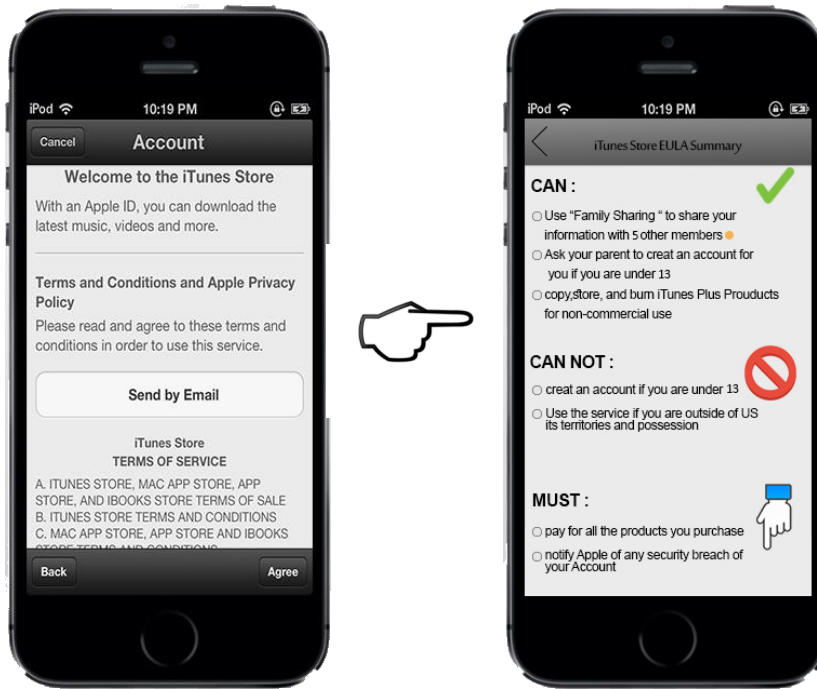 iPod 10:19 PM
Cancel Account
Welcome to the iTunes Store
With an Apple ID, you can download the
latest music, videos and more.
Terms and Conditions and Apple Privacy
Policy
Please read and agree to these terms and
conditions in order to use this service.
Send by Email
iTunes Store
TERMS OF SERVICE
A. ITUNES STORE, MAC APP STORE, APP
STORE, AND IBOOKS STORE TERMS OF SALE
B. ITUNES STORE TERMS AND CONDITIONS
C. MAC APP STORE, APP STORE AND IBOOKS
STORE TERMS AND CONDITIONS
Back Agree
iPod 10:19 PM
iTunes Store EULA Summary
CAN :
Use “Family Sharing “ to share your
information with 5 other members
Ask your parent to creat an account for
you if you are under 13
copy,store, and burn iTunes Plus Prouducts
for non-commercial use
CAN NOT :
creat an account if you are under 13
Use the service if you are outside of US
its territories and possession
MUST :
pay for all the products you purchase
notify Apple of any security breach of
your Account